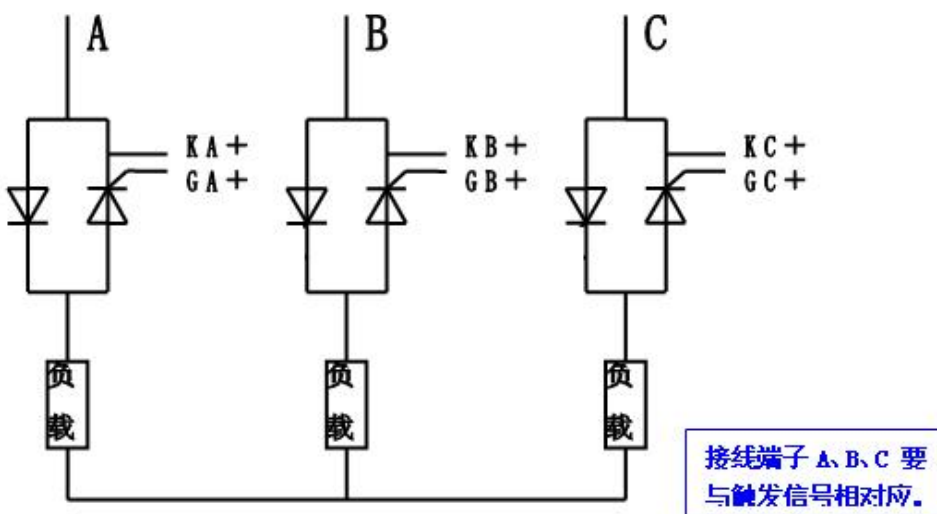 A
B
C
KA+
GA+
KB+
GB+
KC+
GC+
负
载
负
载
负
载
接线端子 A、B、C 要
与触发信号相对应。